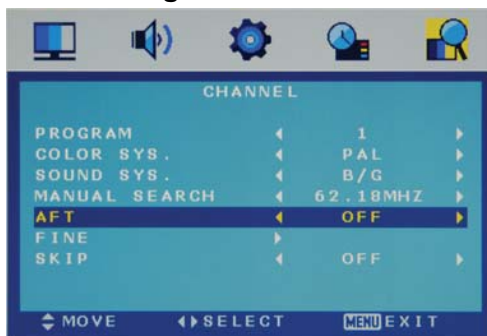 CHANNEL
PROGRAM 1
COLOR SYS. PAL
SOUND SYS. B/G
MANUAL SEARCH 62.18MHZ
AFT OFF
FINE
SKIP OFF
MOVE SELECT MENU EXIT